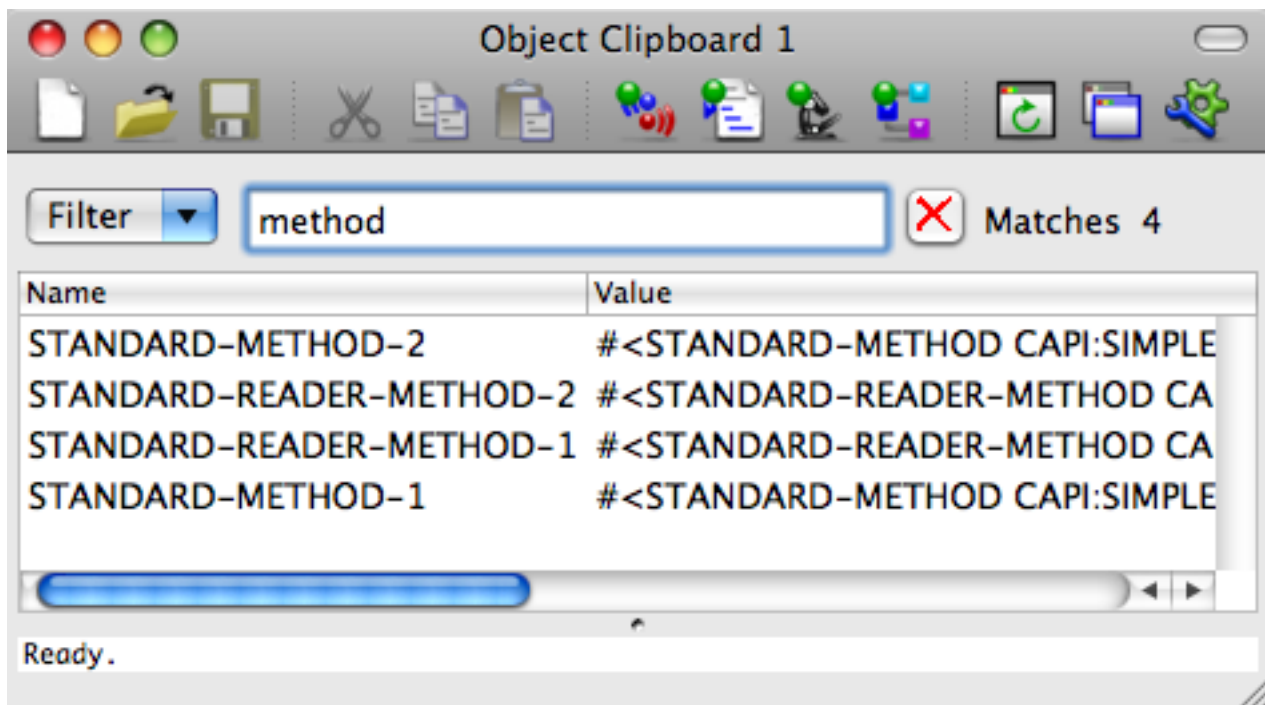 Object Clipboard 1
Filter method Matches 4
Name Value
STANDARD-METHOD-2 #<STANDARD-METHOD CAPI:SIMPLE
STANDARD-READER-METHOD-2 #<STANDARD-READER-METHOD CA
STANDARD-READER-METHOD-1 #<STANDARD-READER-METHOD CA
STANDARD-METHOD-1 #<STANDARD-METHOD CAPI:SIMPLE
Ready.